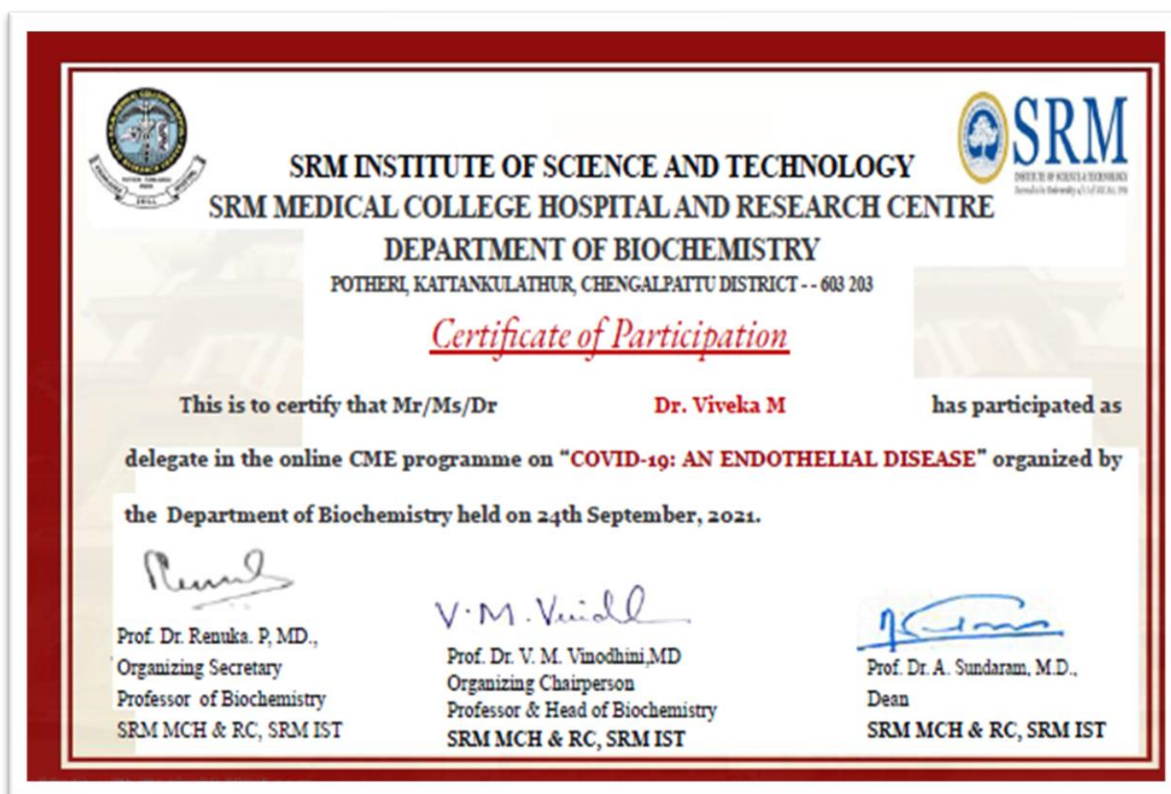 SRM
INSTITUTE OF SCIENCE & TECHNOLOGY
SRM INSTITUTE OF SCIENCE AND TECHNOLOGY
SRM MEDICAL COLLEGE HOSPITAL AND RESEARCH CENTRE
DEPARTMENT OF BIOCHEMISTRY
POTHERI, KATTANKULATHUR, CHENGALPATTU DISTRICT - - 603 203
Certificate of Participation
This is to certify that Mr/Ms/Dr Dr. Viveka M has participated as
delegate in the online CME programme on “COVID-19: AN ENDOTHELIAL DISEASE” organized by
the Department of Biochemistry held on 24th September, 2021.
V. M. Vinidh
Prof. Dr. Renuka. P, MD.,
Organizing Secretary
Professor of Biochemistry
SRM MCH & RC, SRM IST
Prof. Dr. V. M. Vinodhini,MD
Organizing Chairperson
Professor & Head of Biochemistry
SRM MCH & RC, SRM IST
Prof. Dr. A. Sundaram, M.D.,
Dean
SRM MCH & RC, SRM IST